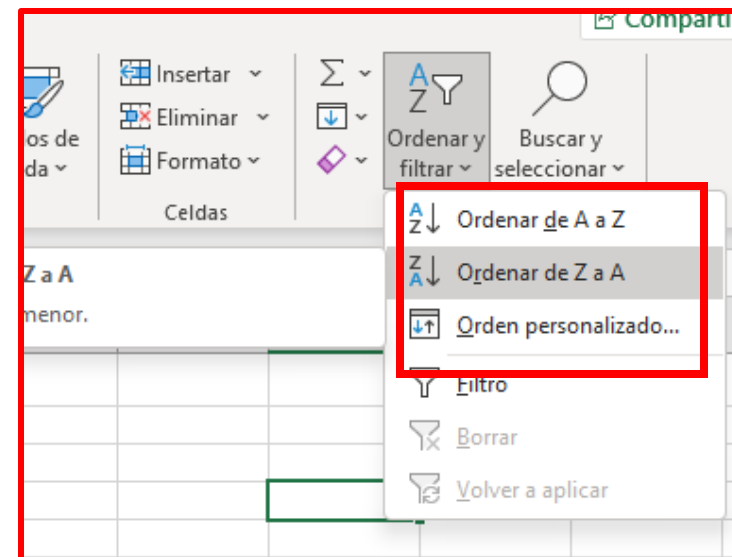 Comparti
Insertar
Eliminar
Formato
Celdas
os de
da
Ordenar y
filtrar
Buscar y
seleccionar
Ordenar de A a Z
Ordenar de Z a A
Orden personalizado...
Filtro
Borrar
Volver a aplicar
Z a A
menor.